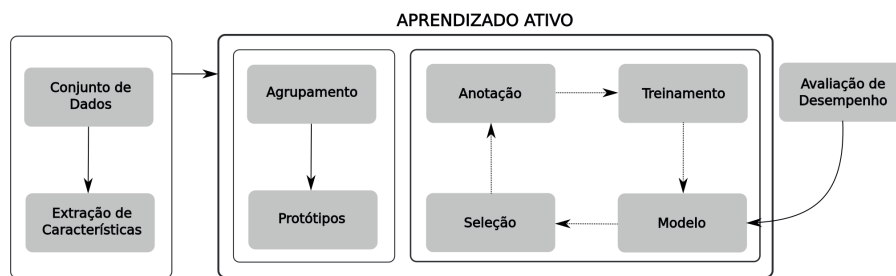 APRENDIZADO ATIVO
Conjunto de
Dados
Extração de
Características
Agrupamento
Protótipos
Anotação
Treinamento
Seleção
Modelo
Avaliação de
Desempenho